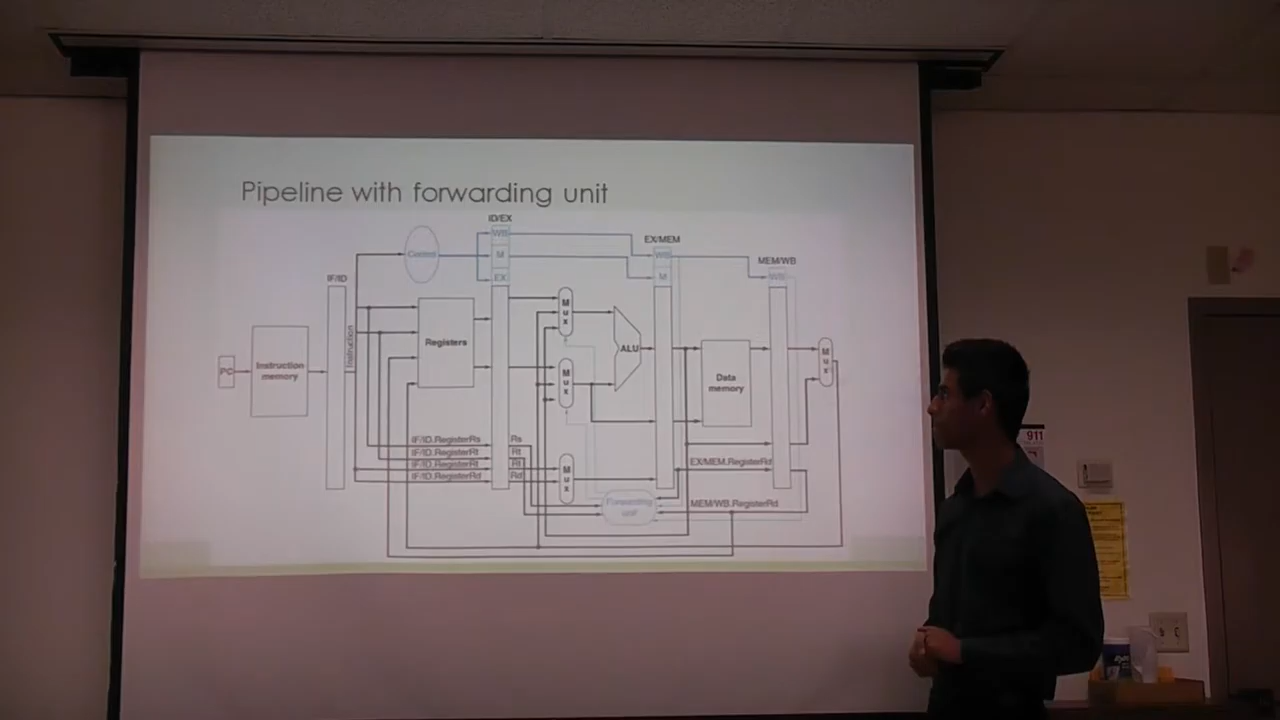 Pipeline with forwarding unit
ID/EX
WB
EX/MEM
Control
M
WB
MEM/WB
IF/ID
EX
M
WB
M
u
x
Instruction
Registers
ALU
M
u
x
PC
Instruction
memory
M
u
x
Data
memory
IF/ID.RegisterRs
Rs
IF/ID.RegisterRt
Rt
IF/ID.RegisterRt
Rt
IF/ID.RegisterRd
Rd
M
u
x
EX/MEM.RegisterRd
Forwarding
unit
MEM/WB.RegisterRd
911